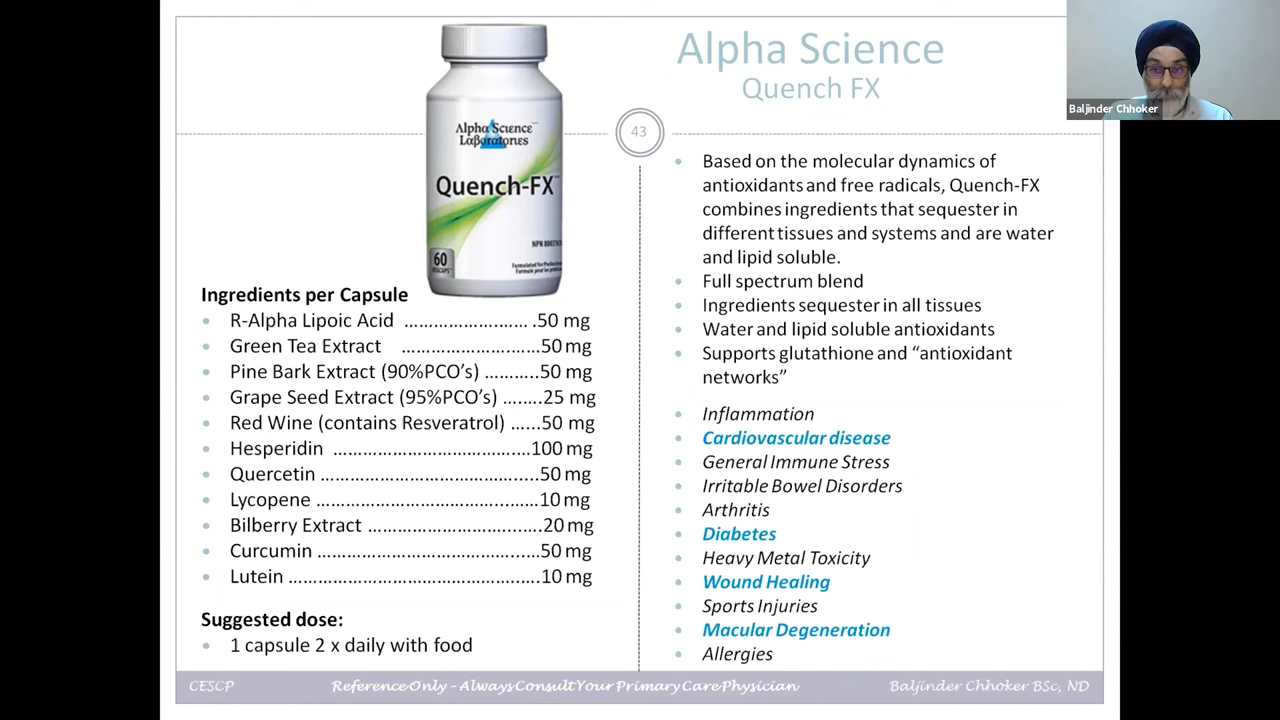 Alpha Science
Quench FX
Baljinder Chhoker
43
Alpha Science
Laboratories
Quench-FX™
60
Ingredients per Capsule
R-Alpha Lipoic Acid ………………….…… .50 mg
Green Tea Extract ………………….……50 mg
Pine Bark Extract (90%PCO’s) ………..50 mg
Grape Seed Extract (95%PCO’s) ….….25 mg
Red Wine (contains Resveratrol) …...50 mg
Hesperidin …………………………………….…100 mg
Quercetin ……………………………………......50 mg
Lycopene ……………………………….....……10 mg
Bilberry Extract ………………………...….20 mg
Curcumin …………………………………...……50 mg
Lutein ………………………………………...…..10 mg
Suggested dose:
1 capsule 2 x daily with food
Based on the molecular dynamics of
antioxidants and free radicals, Quench-FX
combines ingredients that sequester in
different tissues and systems and are water
and lipid soluble.
Full spectrum blend
Ingredients sequester in all tissues
Water and lipid soluble antioxidants
Supports glutathione and “antioxidant
networks”
Inflammation
Cardiovascular disease
General Immune Stress
Irritable Bowel Disorders
Arthritis
Diabetes
Heavy Metal Toxicity
Wound Healing
Sports Injuries
Macular Degeneration
Allergies
CESCP
Reference Only – Always Consult Your Primary Care Physician
Baljinder Chhoker BSc, ND